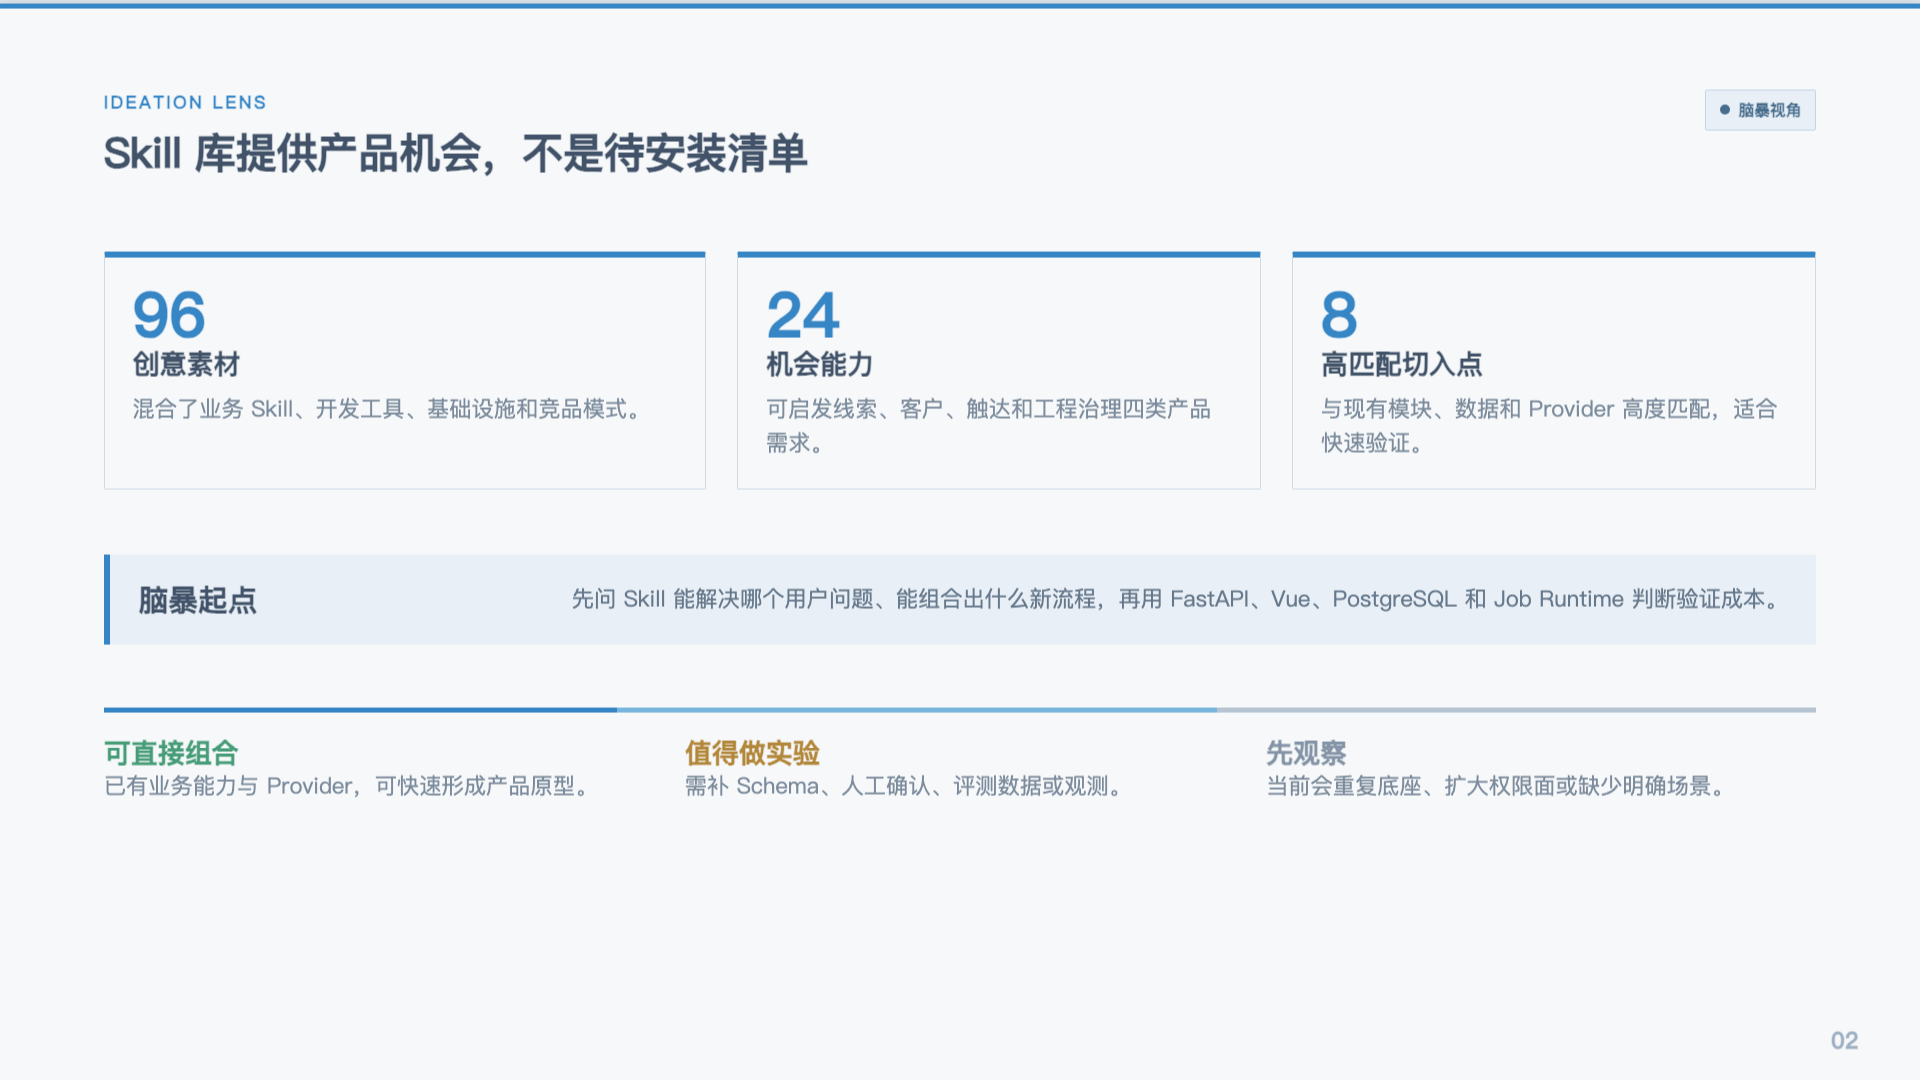 IDEATION LENS
Skill 库提供产品机会，不是待安装清单
脑暴视角
96
创意素材
混合了业务 Skill、开发工具、基础设施和竞品模式。
24
机会能力
可启发线索、客户、触达和工程治理四类产品
需求。
8
高匹配切入点
与现有模块、数据和 Provider 高度匹配，适合
快速验证。
脑暴起点
先问 Skill 能解决哪个用户问题、能组合出什么新流程，再用 FastAPI、Vue、PostgreSQL 和 Job Runtime 判断验证成本。
可直接组合
已有业务能力与 Provider，可快速形成产品原型。
值得做实验
需补 Schema、人工确认、评测数据或观测。
先观察
当前会重复底座、扩大权限面或缺少明确场景。
02